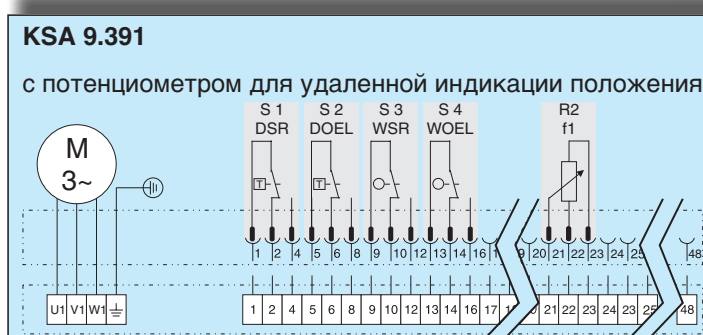 KSA 9.391
с потенциометром для удаленной индикации положения
S 1 S 2 S 3 S 4 R2
DSR DOEL WSR WOEL f1
M
3~
T T
1 2 4 5 6 8 9 10 12 13 14 16 20 21 22 23 24 25 48
U1 V1 W1 1 2 4 5 6 8 9 10 12 13 14 16 17 21 22 23 24 23 25 48